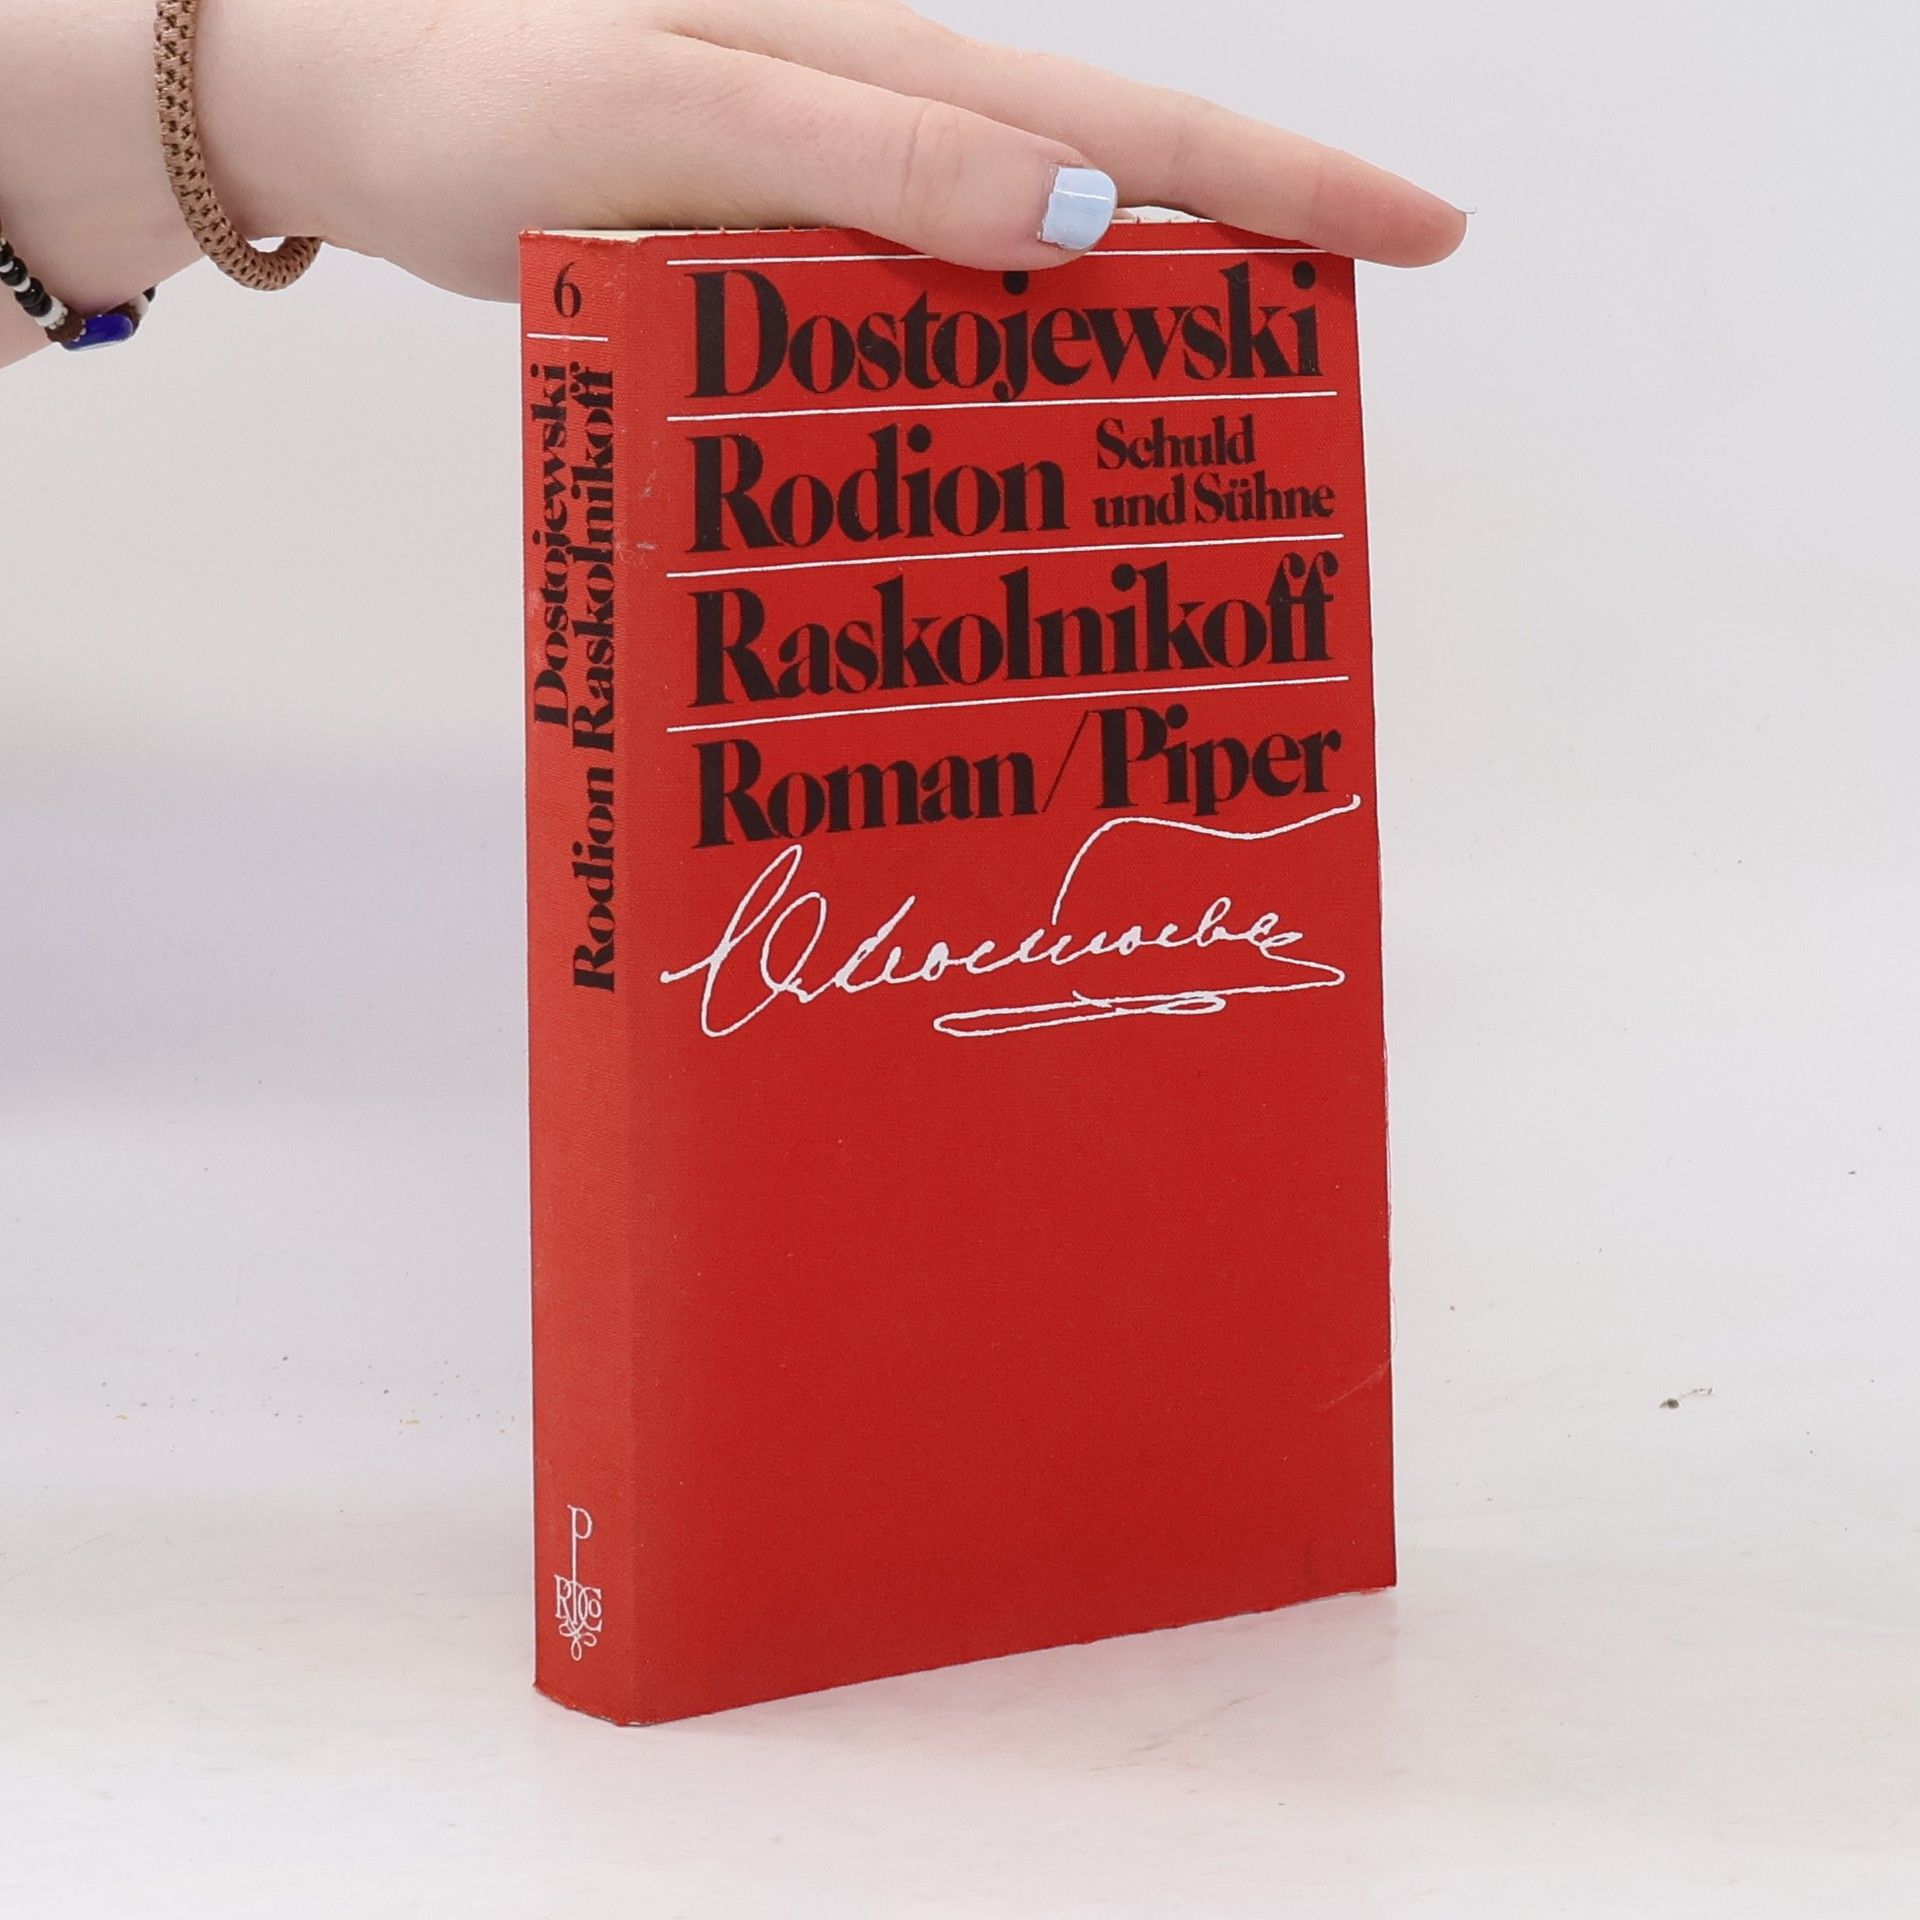 6
Dostojewski
Rodion Raskolnikoff
Dostojewski
Rodion
Schuld
und Sühne
Raskolnikoff
Roman/Piper